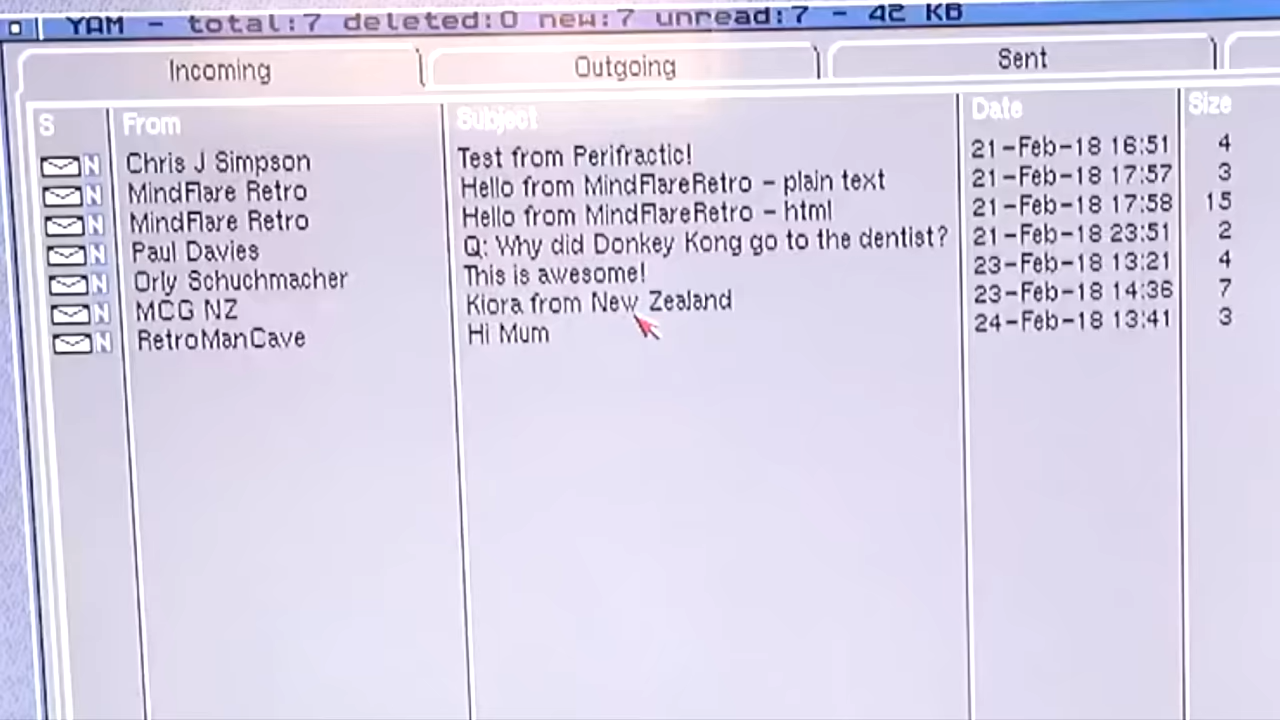 YAM - total:7 deleted:0 new:7 unread:7 - 42 KB
Incoming Outgoing Sent
S From Subject Date Size
N Chris J Simpson Test from Perifractic! 21-Feb-18 16:51 4
N MindFlare Retro Hello from MindFlareRetro - plain text 21-Feb-18 17:57 3
N MindFlare Retro Hello from MindFlareRetro - html 21-Feb-18 17:58 15
N Paul Davies Q: Why did Donkey Kong go to the dentist? 21-Feb-18 23:51 2
N Orly Schuchmacher This is awesome! 23-Feb-18 13:21 4
N MCG NZ Kiora from New Zealand 23-Feb-18 14:36 7
N RetroManCave Hi Mum 24-Feb-18 13:41 3